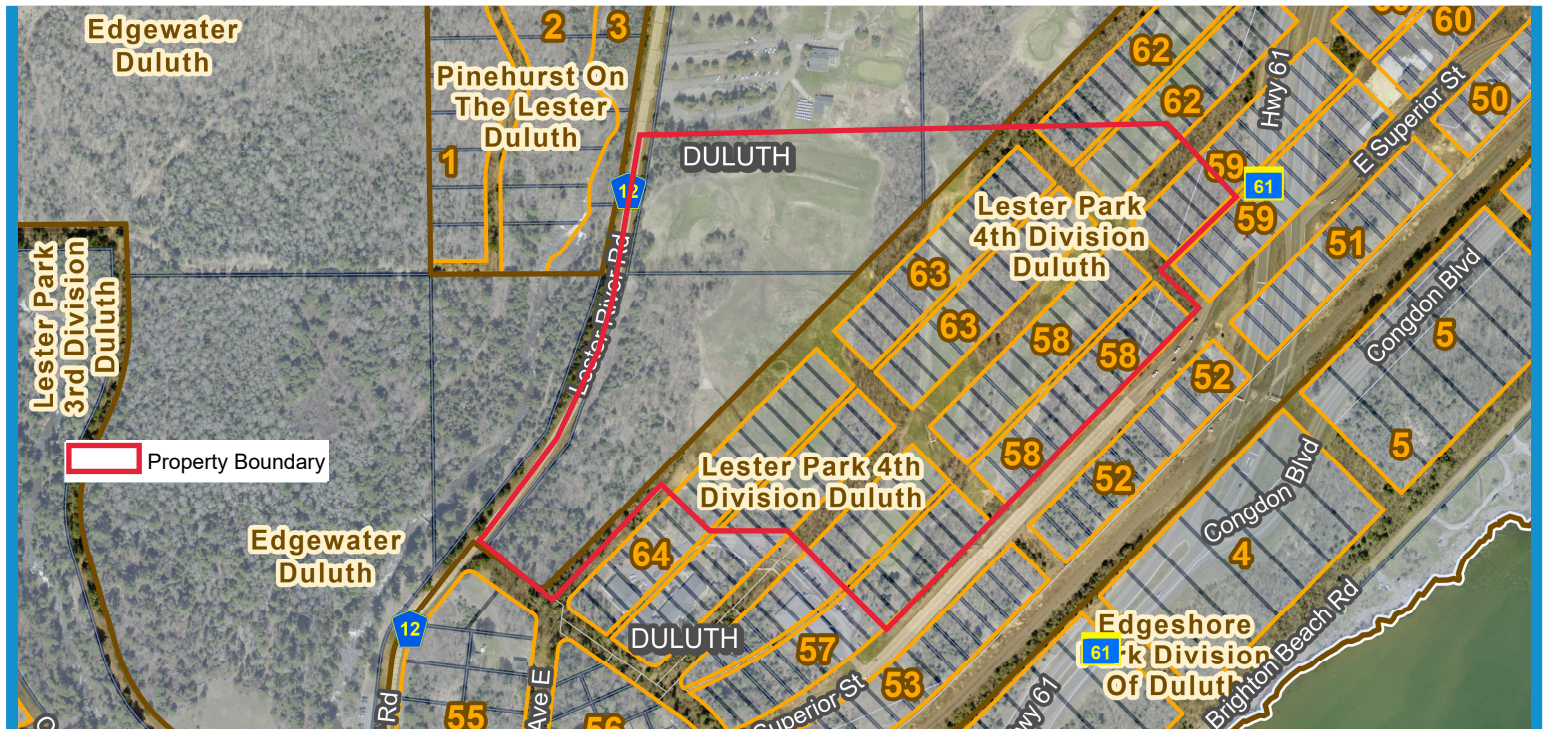 Edgewater
Duluth
2
3
60
62
Pinehurst On
The Lester
Duluth
Hwy 61
62
50
E Superior St
1
DULUTH
12
59
61
Lester Park
4th Division
Duluth
59
51
Lester Park
3rd Division
Duluth
Lester River Rd
63
Congdon Blvd
63
58
58
5
52
Property Boundary
58
5
Lester Park 4th
Division Duluth
52
Congdon Blvd
Edgewater
Duluth
64
4
12
DULUTH
57
Edgeshore
61
rk Division
Of Duluth
Brighton Beach Rd
53
Rd
55
Ave E
56
Superior St
wy 61